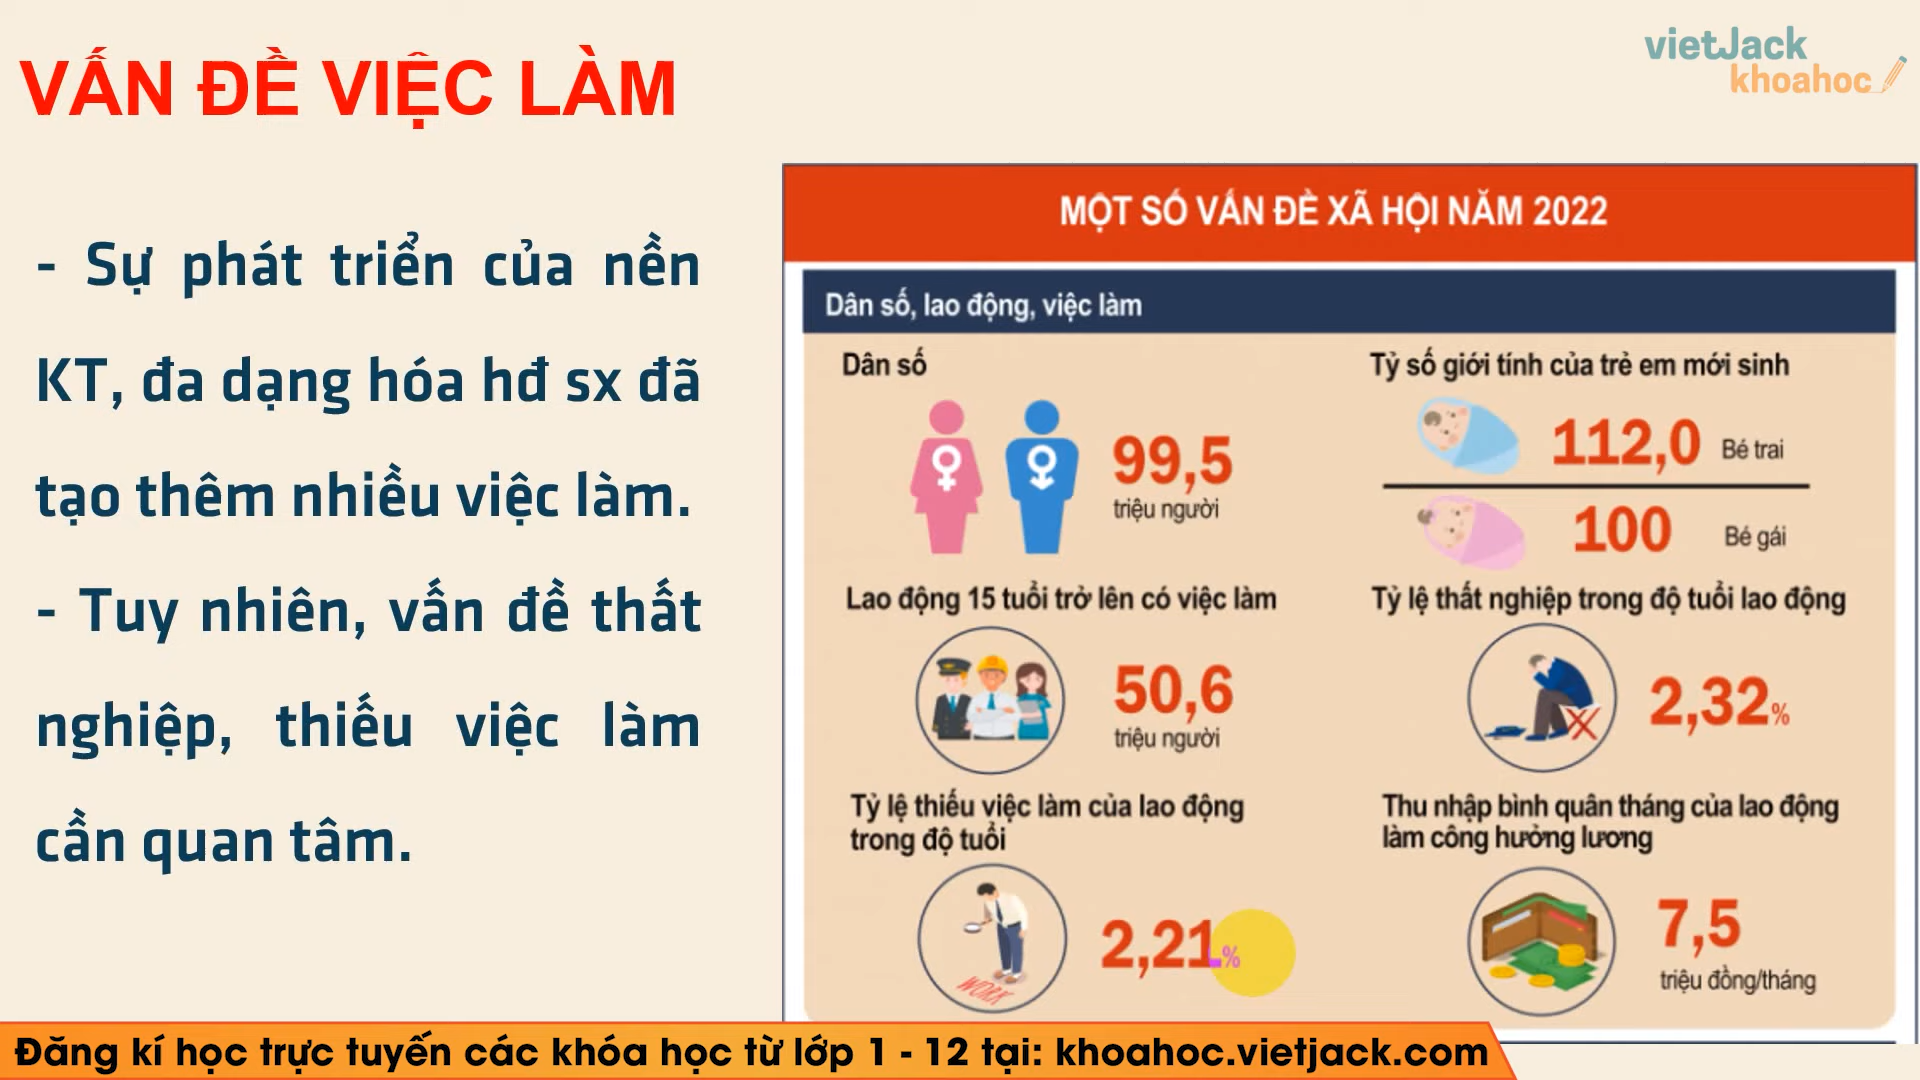 VẤN ĐỀ VIỆC LÀM
vietJack
khoahoc
- Sự phát triển của nền
KT, đa dạng hóa hđ sx đã
tạo thêm nhiều việc làm.
- Tuy nhiên, vấn đề thất
nghiệp, thiếu việc làm
cần quan tâm.
MỘT SỐ VẤN ĐỀ XÃ HỘI NĂM 2022
Dân số, lao động, việc làm
Dân số
99,5
triệu người
Tỷ số giới tính của trẻ em mới sinh
112,0 Bé trai
100 Bé gái
Lao động 15 tuổi trở lên có việc làm
50,6
triệu người
Tỷ lệ thất nghiệp trong độ tuổi lao động
2,32%
Tỷ lệ thiếu việc làm của lao động
trong độ tuổi
WORK
2,21%
Thu nhập bình quân tháng của lao động
làm công hưởng lương
7,5
triệu đồng/tháng
Đăng kí học trực tuyến các khóa học từ lớp 1 - 12 tại: khoahoc.vietjack.com